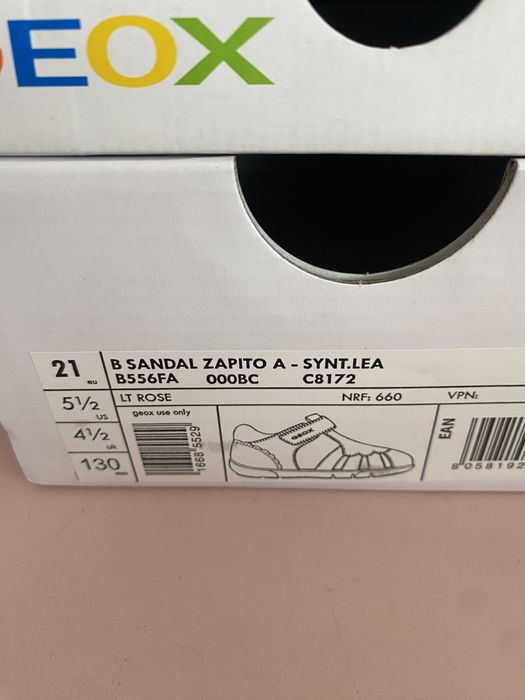 GEOX
21 eu
B SANDAL ZAPITO A - SYNT.LEA
B556FA 000BC C8172
5½ us
LT ROSE NRF: 660 VPN:
4½ uk
geox use only
130 mm
1668 5529
GEOX
EAN
8 058192